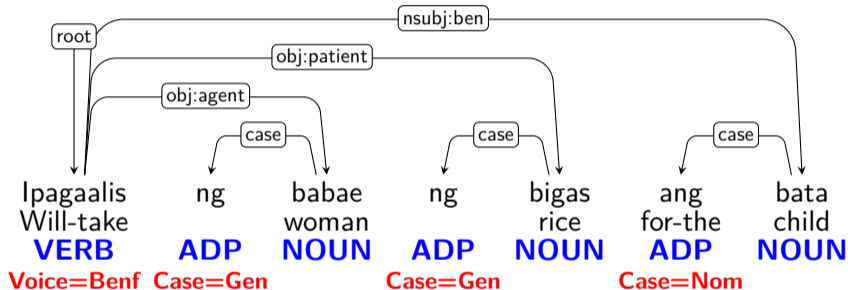 nsubj:ben
root
obj:patient
obj:agent
case case case
Ipagaalis ng babae ng bigas ang bata
Will-take woman rice for-the child
VERB ADP NOUN ADP NOUN ADP NOUN
Voice=Benf Case=Gen Case=Gen Case=Nom